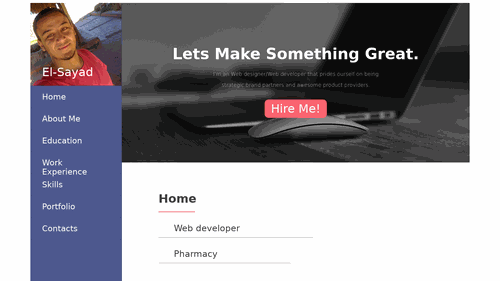 El-Sayad
Home
About Me
Education
Work
Experience
Skills
Portfolio
Contacts
Lets Make Something Great.
I'm an Web designer/Web developer that prides ourself on being
strategic brand partners and awesome product providers.
Hire Me!
Home
Web developer
Pharmacy